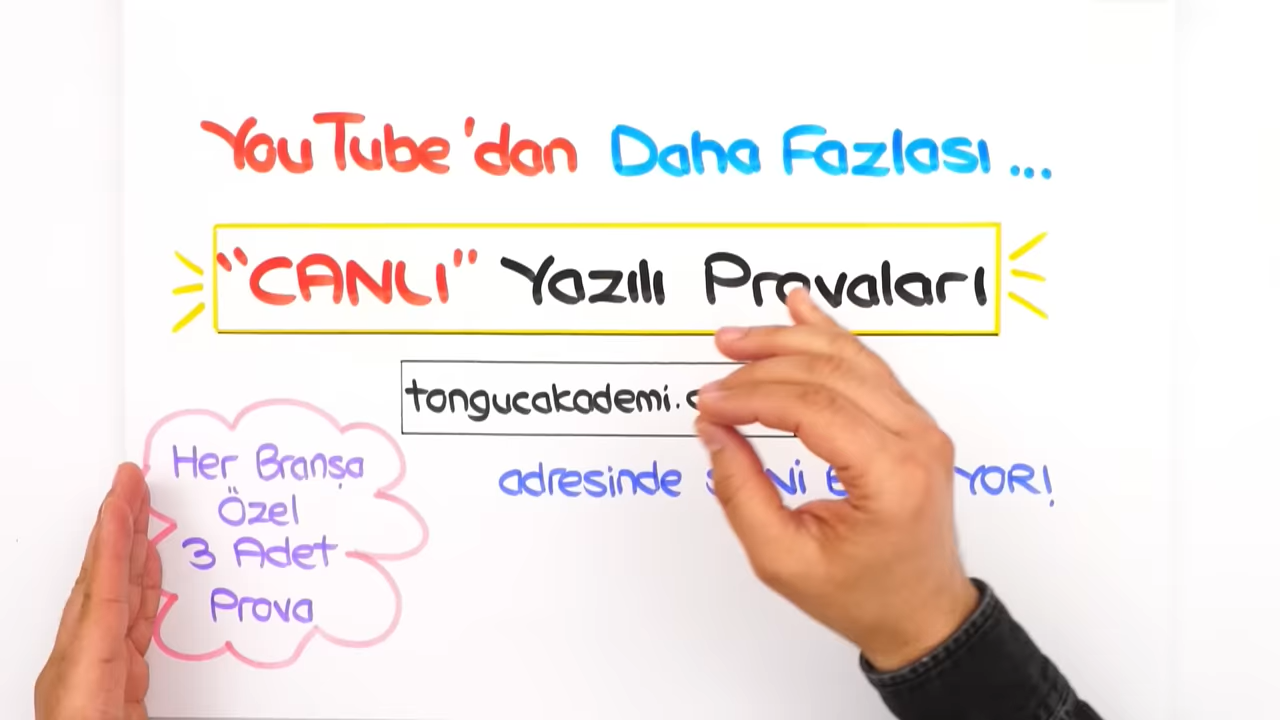 YouTube'dan Daha Fazlası...
"CANLI" Yazılı Provaları
tongucakademi.
adresinde
Her Branşa
Özel
3 Adet
Prova